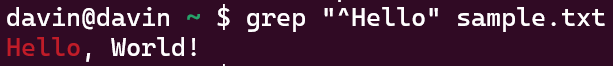 davin@davin ~ $ grep "^Hello" sample.txt
Hello, World!